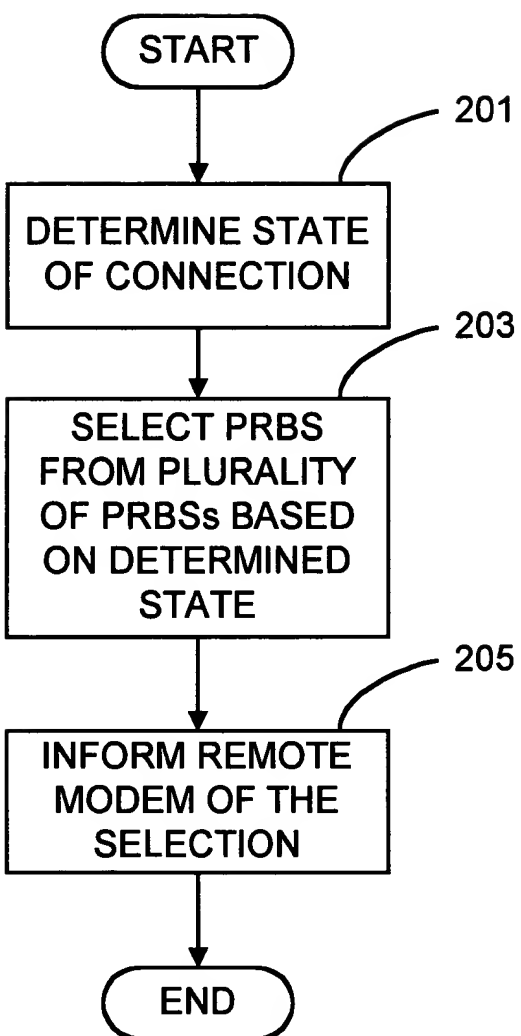 START
201
DETERMINE STATE
OF CONNECTION
203
SELECT PRBS
FROM PLURALITY
OF PRBSs BASED
ON DETERMINED
STATE
205
INFORM REMOTE
MODEM OF THE
SELECTION
END